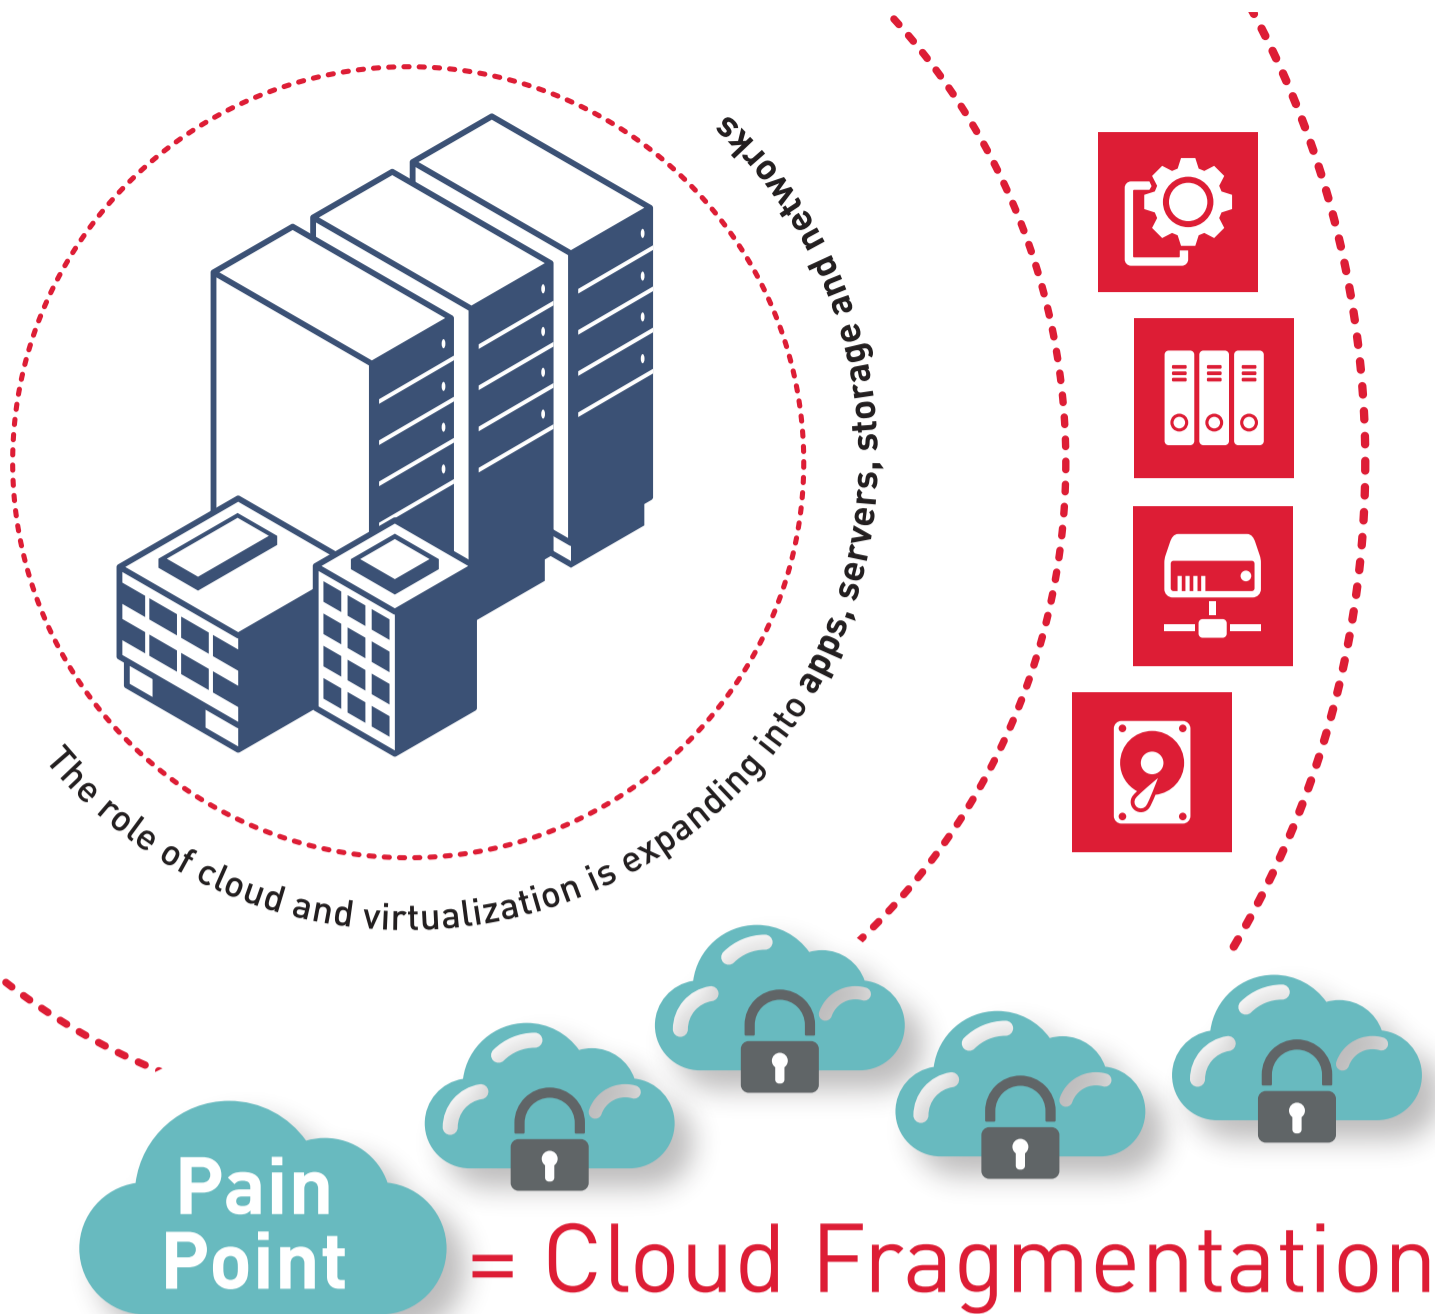 The role of cloud and virtualization is expanding into apps, servers, storage and networks
Pain
Point
= Cloud Fragmentation